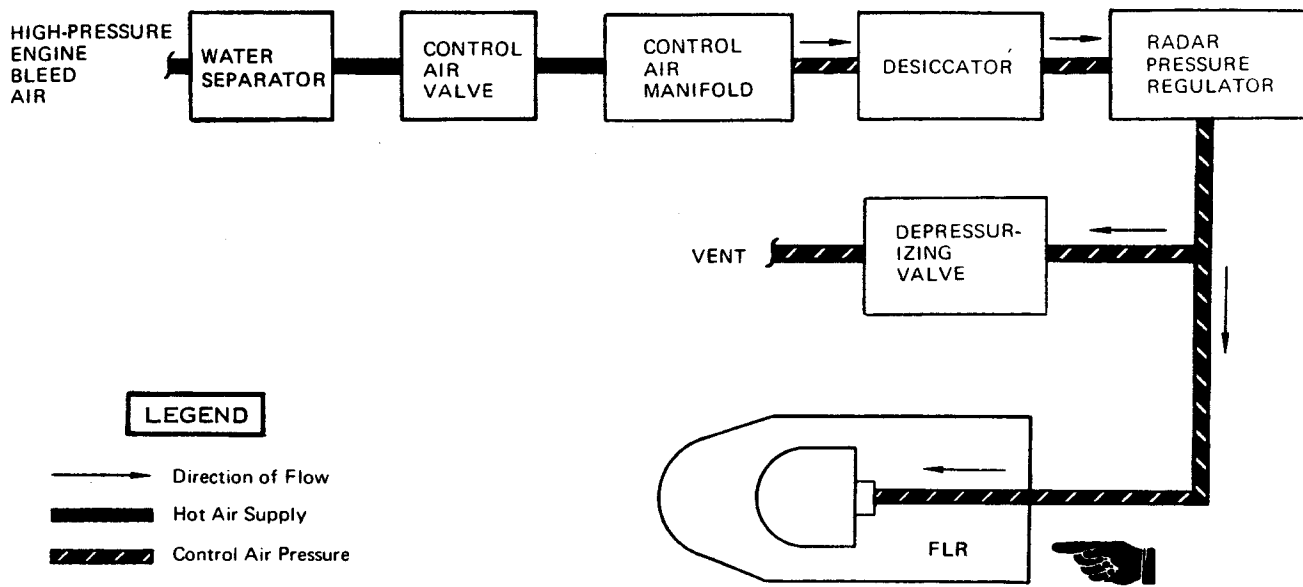 HIGH-PRESSURE
ENGINE
BLEED
AIR
WATER
SEPARATOR
CONTROL
AIR
VALVE
CONTROL
AIR
MANIFOLD
DESICCATOR
RADAR
PRESSURE
REGULATOR
VENT
DEPRESSUR-
IZING
VALVE
LEGEND
Direction of Flow
Hot Air Supply
Control Air Pressure
FLR